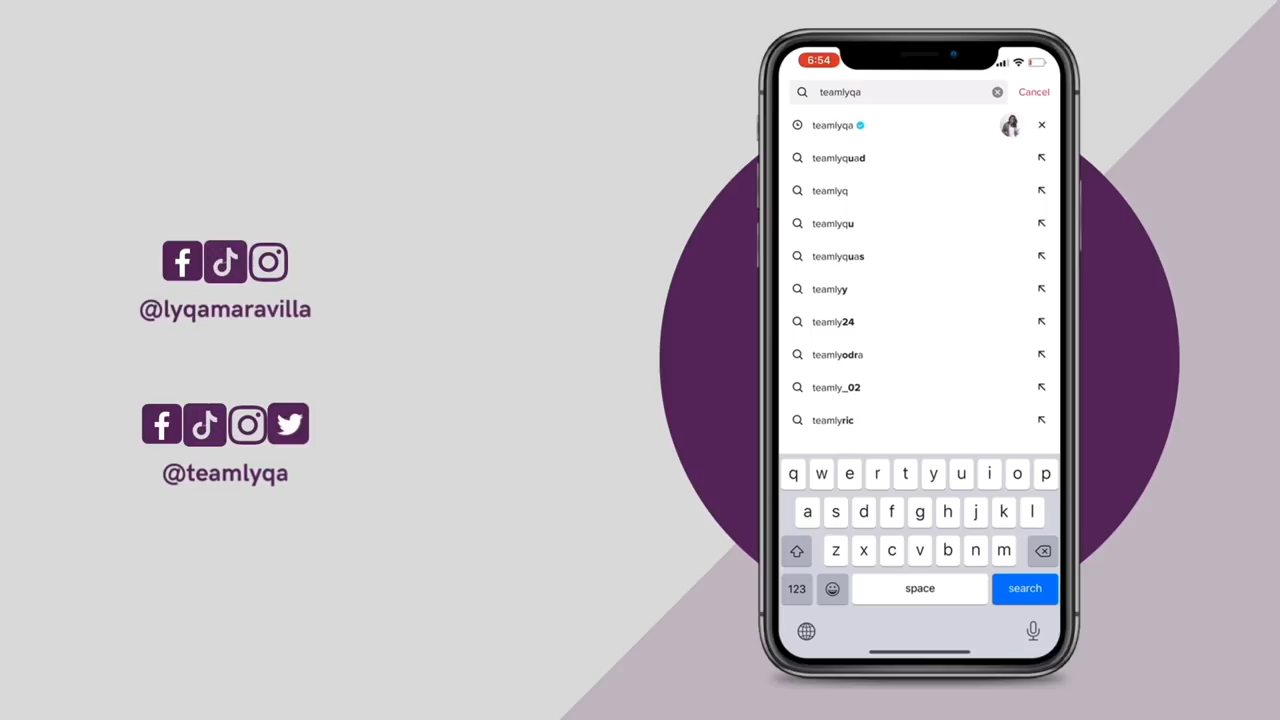 @lyqamaravilla
@teamlyqa
6:54
teamlyqa
Cancel
teamlyqa
teamlyquad
teamlyq
teamlyqu
teamlyquas
teamlyy
teamly24
teamlyodra
teamly_02
teamlyric
q w e r t y u i o p
a s d f g h j k l
z x c v b n m
123 space search